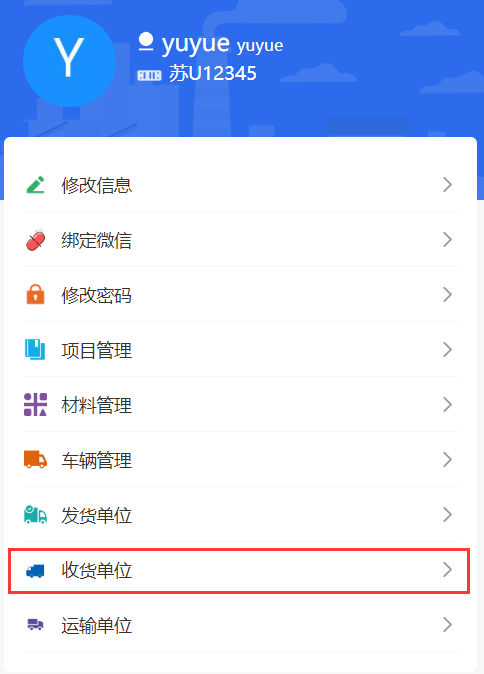 Y
yuyue yuyue
苏U12345
修改信息
绑定微信
修改密码
项目管理
材料管理
车辆管理
发货单位
收货单位
运输单位